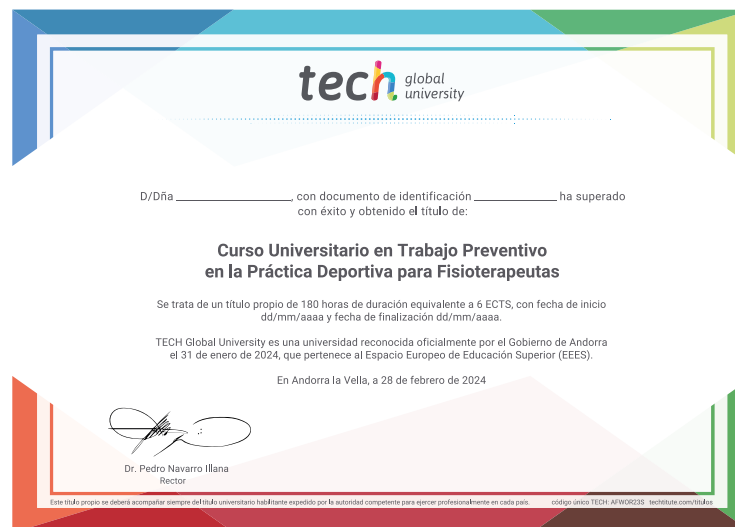 tech global university
D/Dña ______________, con documento de identificación __________ ha superado
con éxito y obtenido el título de:
Curso Universitario en Trabajo Preventivo
en la Práctica Deportiva para Fisioterapeutas
Se trata de un título propio de 180 horas de duración equivalente a 6 ECTS, con fecha de inicio
dd/mm/aaaa y fecha de finalización dd/mm/aaaa.
TECH Global University es una universidad reconocida oficialmente por el Gobierno de Andorra
el 31 de enero de 2024, que pertenece al Espacio Europeo de Educación Superior (EEES).
En Andorra la Vella, a 28 de febrero de 2024
Dr. Pedro Navarro Illana
Rector
Este título propio se deberá acompañar siempre del título universitario habilitante expedido por la autoridad competente para ejercer profesionalmente en cada país. código único TECH: AFWOR23S techtitute.com/titulos